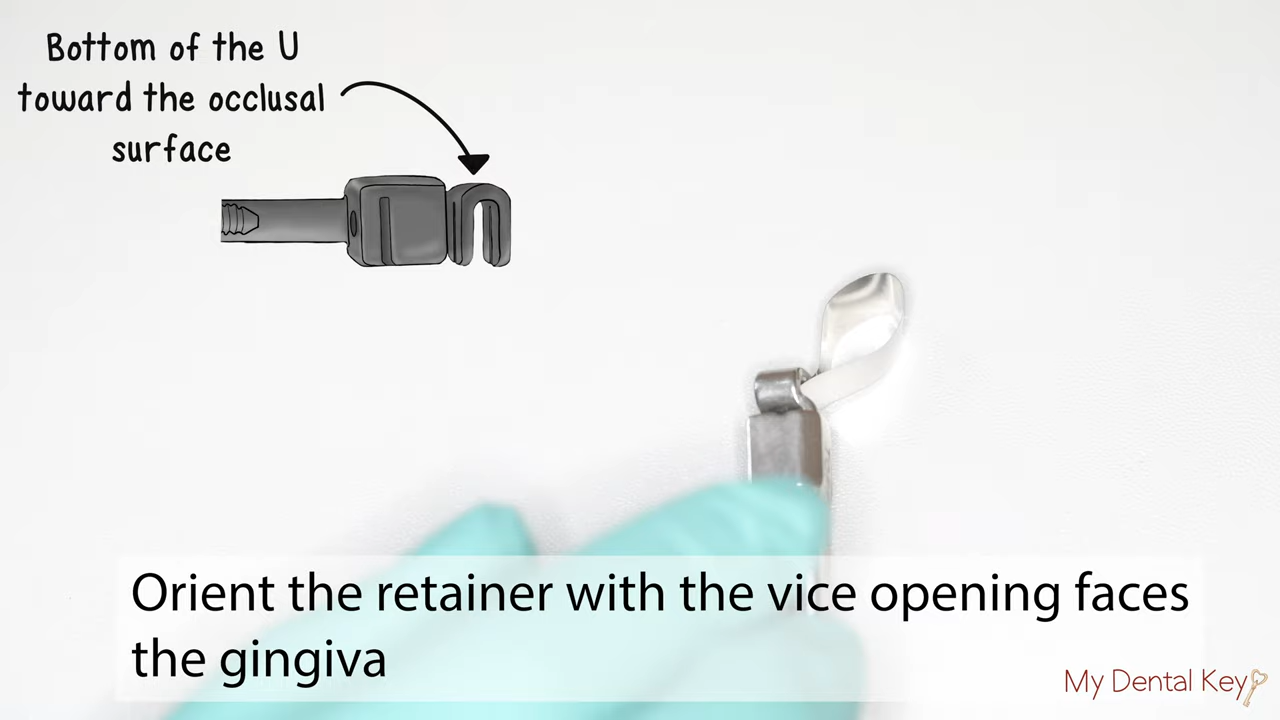 Bottom of the U
toward the occlusal
surface
Orient the retainer with the vice opening faces
the gingiva
My Dental Key